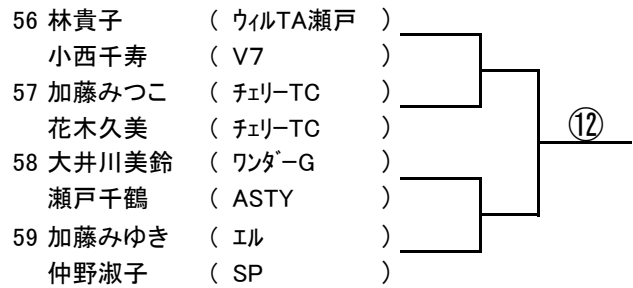 56 林貴子 ( ウィルTA瀬戸 )
小西千寿 ( V7 )
57 加藤みつこ ( チェリーTC )
花木久美 ( チェリーTC )
⑫
58 大井川美鈴 ( ワンダーG )
瀬戸千鶴 ( ASTY )
59 加藤みゆき ( エル )
仲野淑子 ( SP )